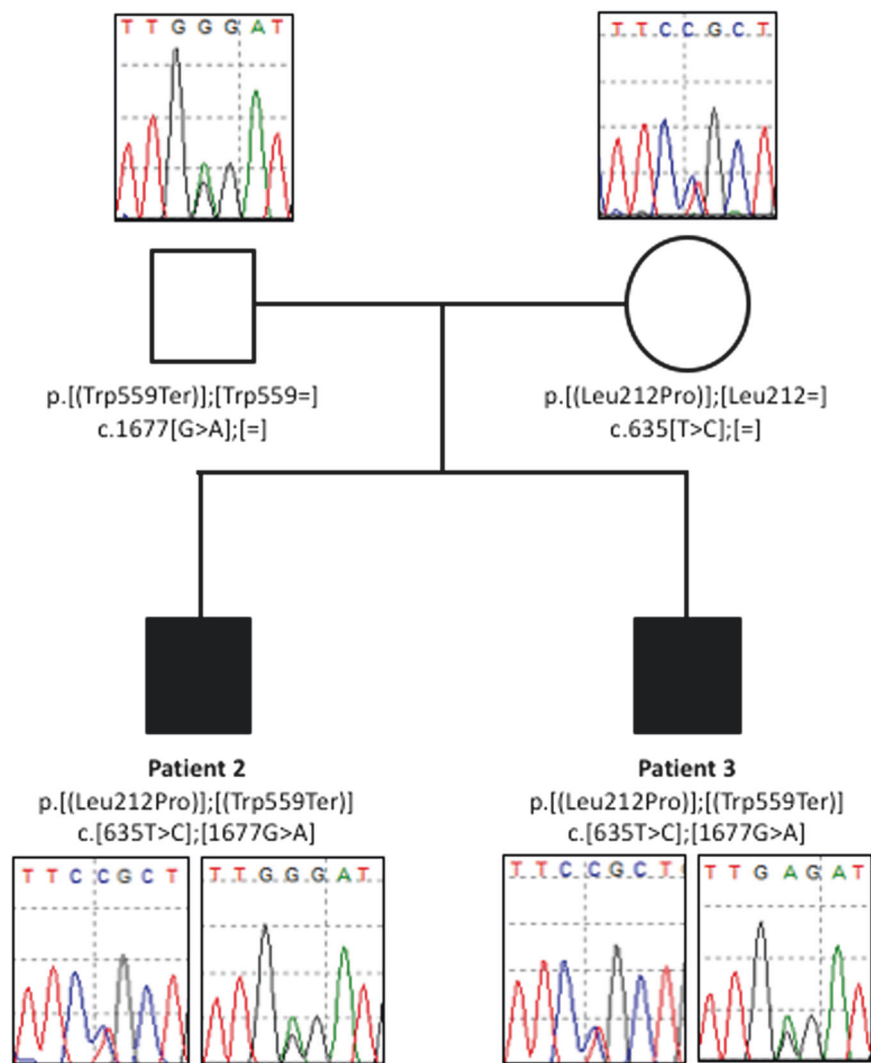 T T G G G A T
T T C C G C T
p.[(Trp559Ter)];[Trp559=]
c.1677[G>A];[=]
p.[(Leu212Pro)];[Leu212=]
c.635[T>C];[=]
Patient 2
p.[(Leu212Pro)];[(Trp559Ter)]
c.[635T>C];[1677G>A]
Patient 3
p.[(Leu212Pro)];[(Trp559Ter)]
c.[635T>C];[1677G>A]
T T C C G C T
T T G G G A T
T T C C G C T
T T G A G A T